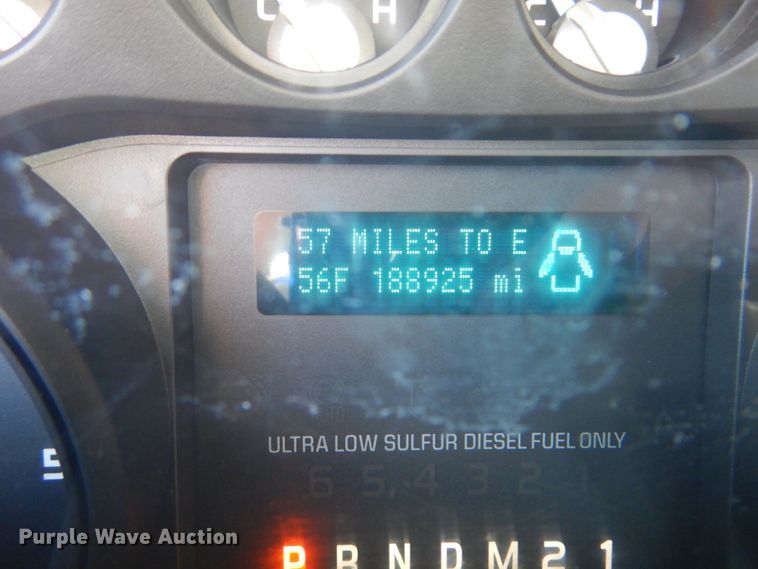 C H C H
57 MILES TO E
56F 188925 mi
ULTRA LOW SULFUR DIESEL FUEL ONLY
6 5 4 3 2 1
5
P R N D M 2 1
Purple Wave Auction